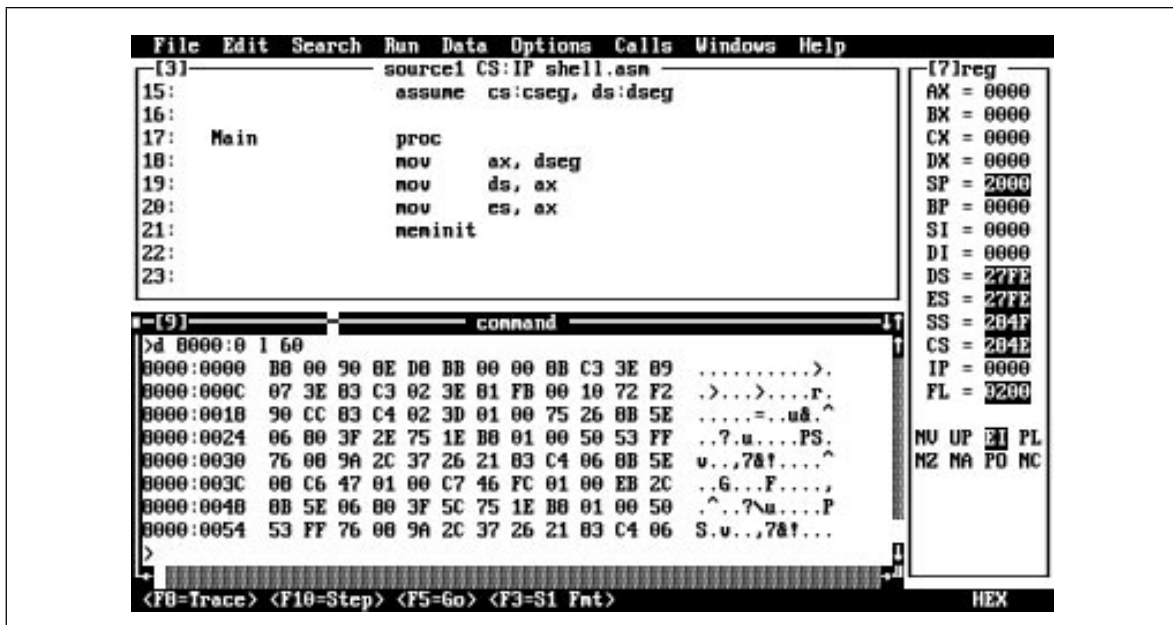 File Edit Search Run Data Options Calls Windows Help
[3] source1 CS:IP shell.asm
15: assume cs:cseg, ds:dseg
16:
17: Main proc
18: mov ax, dseg
19: mov ds, ax
20: mov es, ax
21: meminit
22:
23:
[9] command
>d 8000:0 l 60
8000:0000 B8 00 90 8E D8 BB 00 00 8B C3 3E 89 ..........>.
8000:000C 07 3E 83 C3 02 3E 81 FB 00 10 72 F2 .>...>....r.
8000:0018 90 CC 83 C4 02 3D 01 00 75 26 8B 5E .....=..u&.^
8000:0024 06 80 3F 2E 75 1E B8 01 00 50 53 FF ..?.u....PS.
8000:0030 76 08 9A 2C 37 26 21 83 C4 06 8B 5E v..,7&!....^
8000:003C 08 C6 47 01 00 C7 46 FC 01 00 EB 2C ..G...F....,
8000:0048 8B 5E 06 80 3F 5C 75 1E B8 01 00 50 .^..?\u....P
8000:0054 53 FF 76 08 9A 2C 37 26 21 83 C4 06 S.v..,7&!...
>
[7]reg
AX = 0000
BX = 0000
CX = 0000
DX = 0000
SP = 2000
BP = 0000
SI = 0000
DI = 0000
DS = 27FE
ES = 27FE
SS = 284F
CS = 284E
IP = 0000
FL = 0200
NV UP EI PL
NZ NA PO NC
<F8=Trace> <F10=Step> <F5=Go> <F3=S1 Fmt> HEX